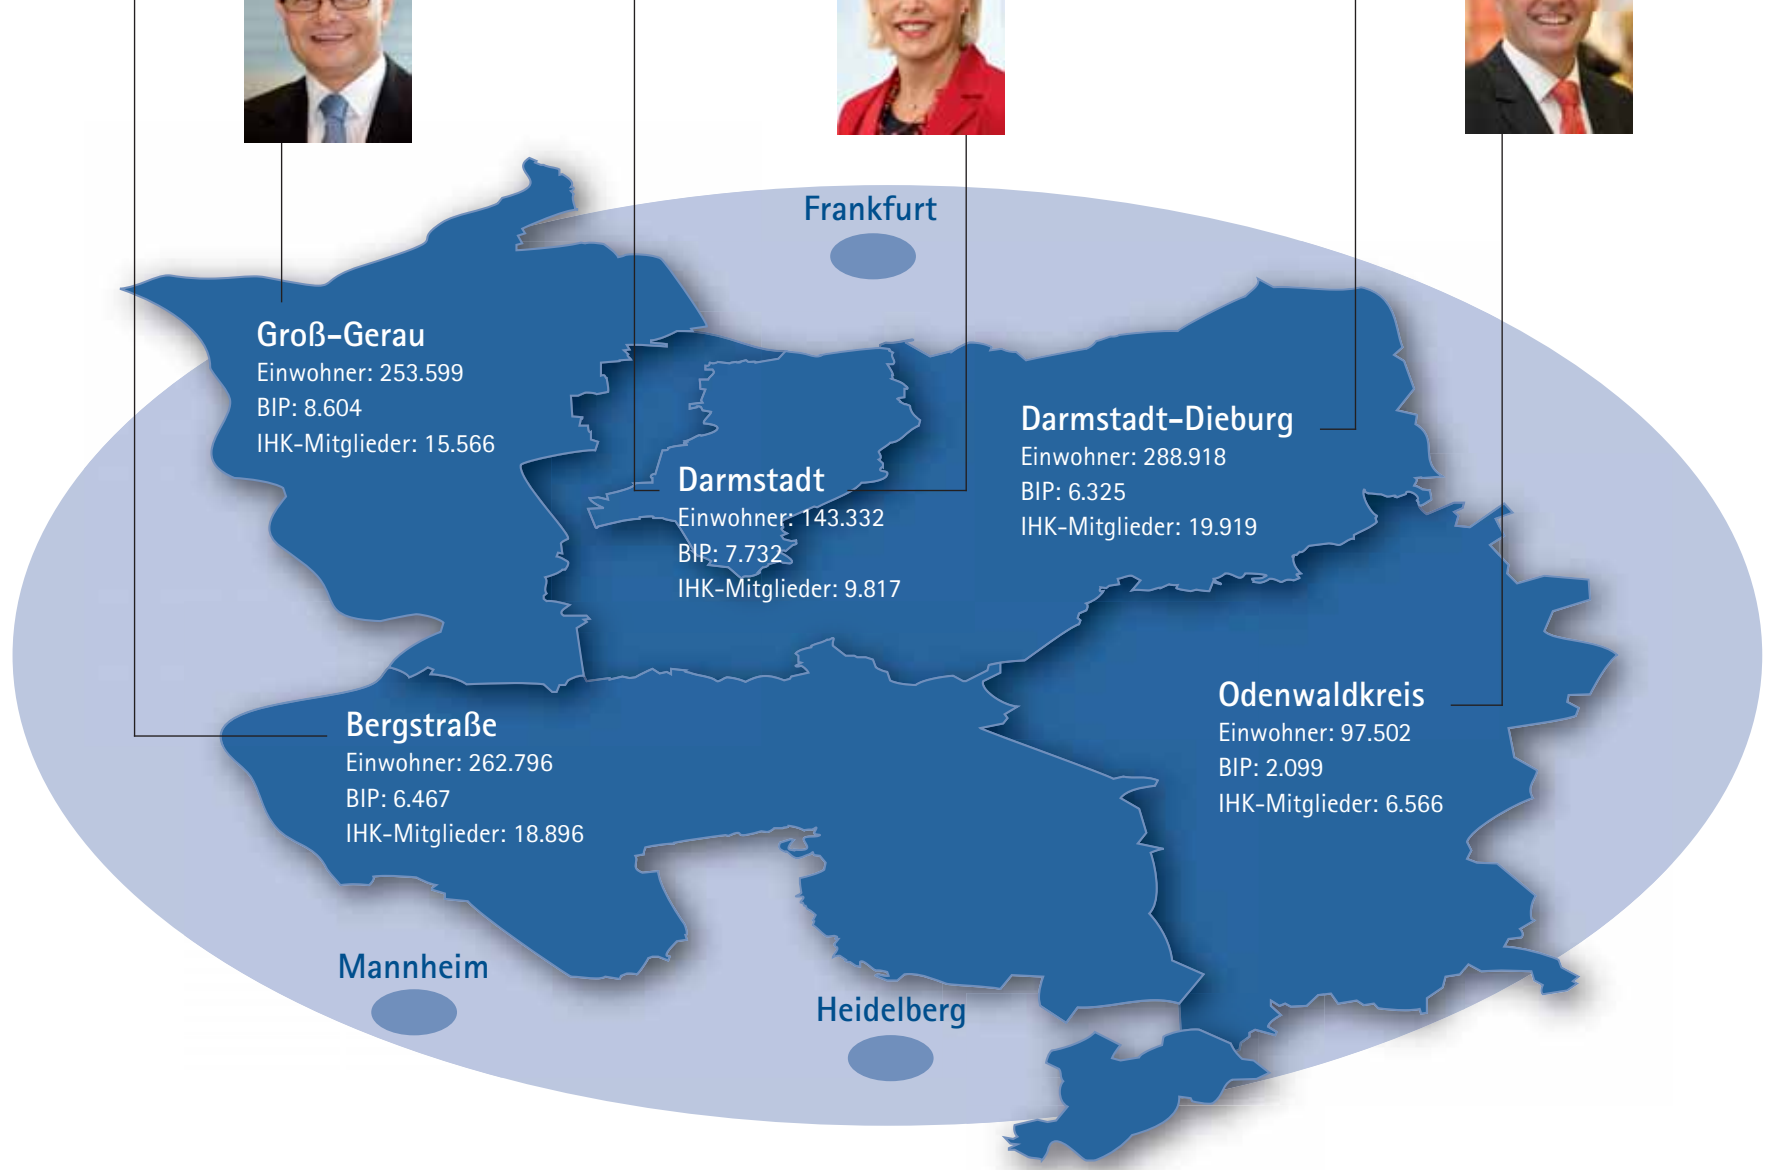 Frankfurt
Groß-Gerau
Einwohner: 253.599
BIP: 8.604
IHK-Mitglieder: 15.566
Darmstadt-Dieburg
Einwohner: 288.918
BIP: 6.325
IHK-Mitglieder: 19.919
Darmstadt
Einwohner: 143.332
BIP: 7.732
IHK-Mitglieder: 9.817
Odenwaldkreis
Einwohner: 97.502
BIP: 2.099
IHK-Mitglieder: 6.566
Bergstraße
Einwohner: 262.796
BIP: 6.467
IHK-Mitglieder: 18.896
Mannheim
Heidelberg